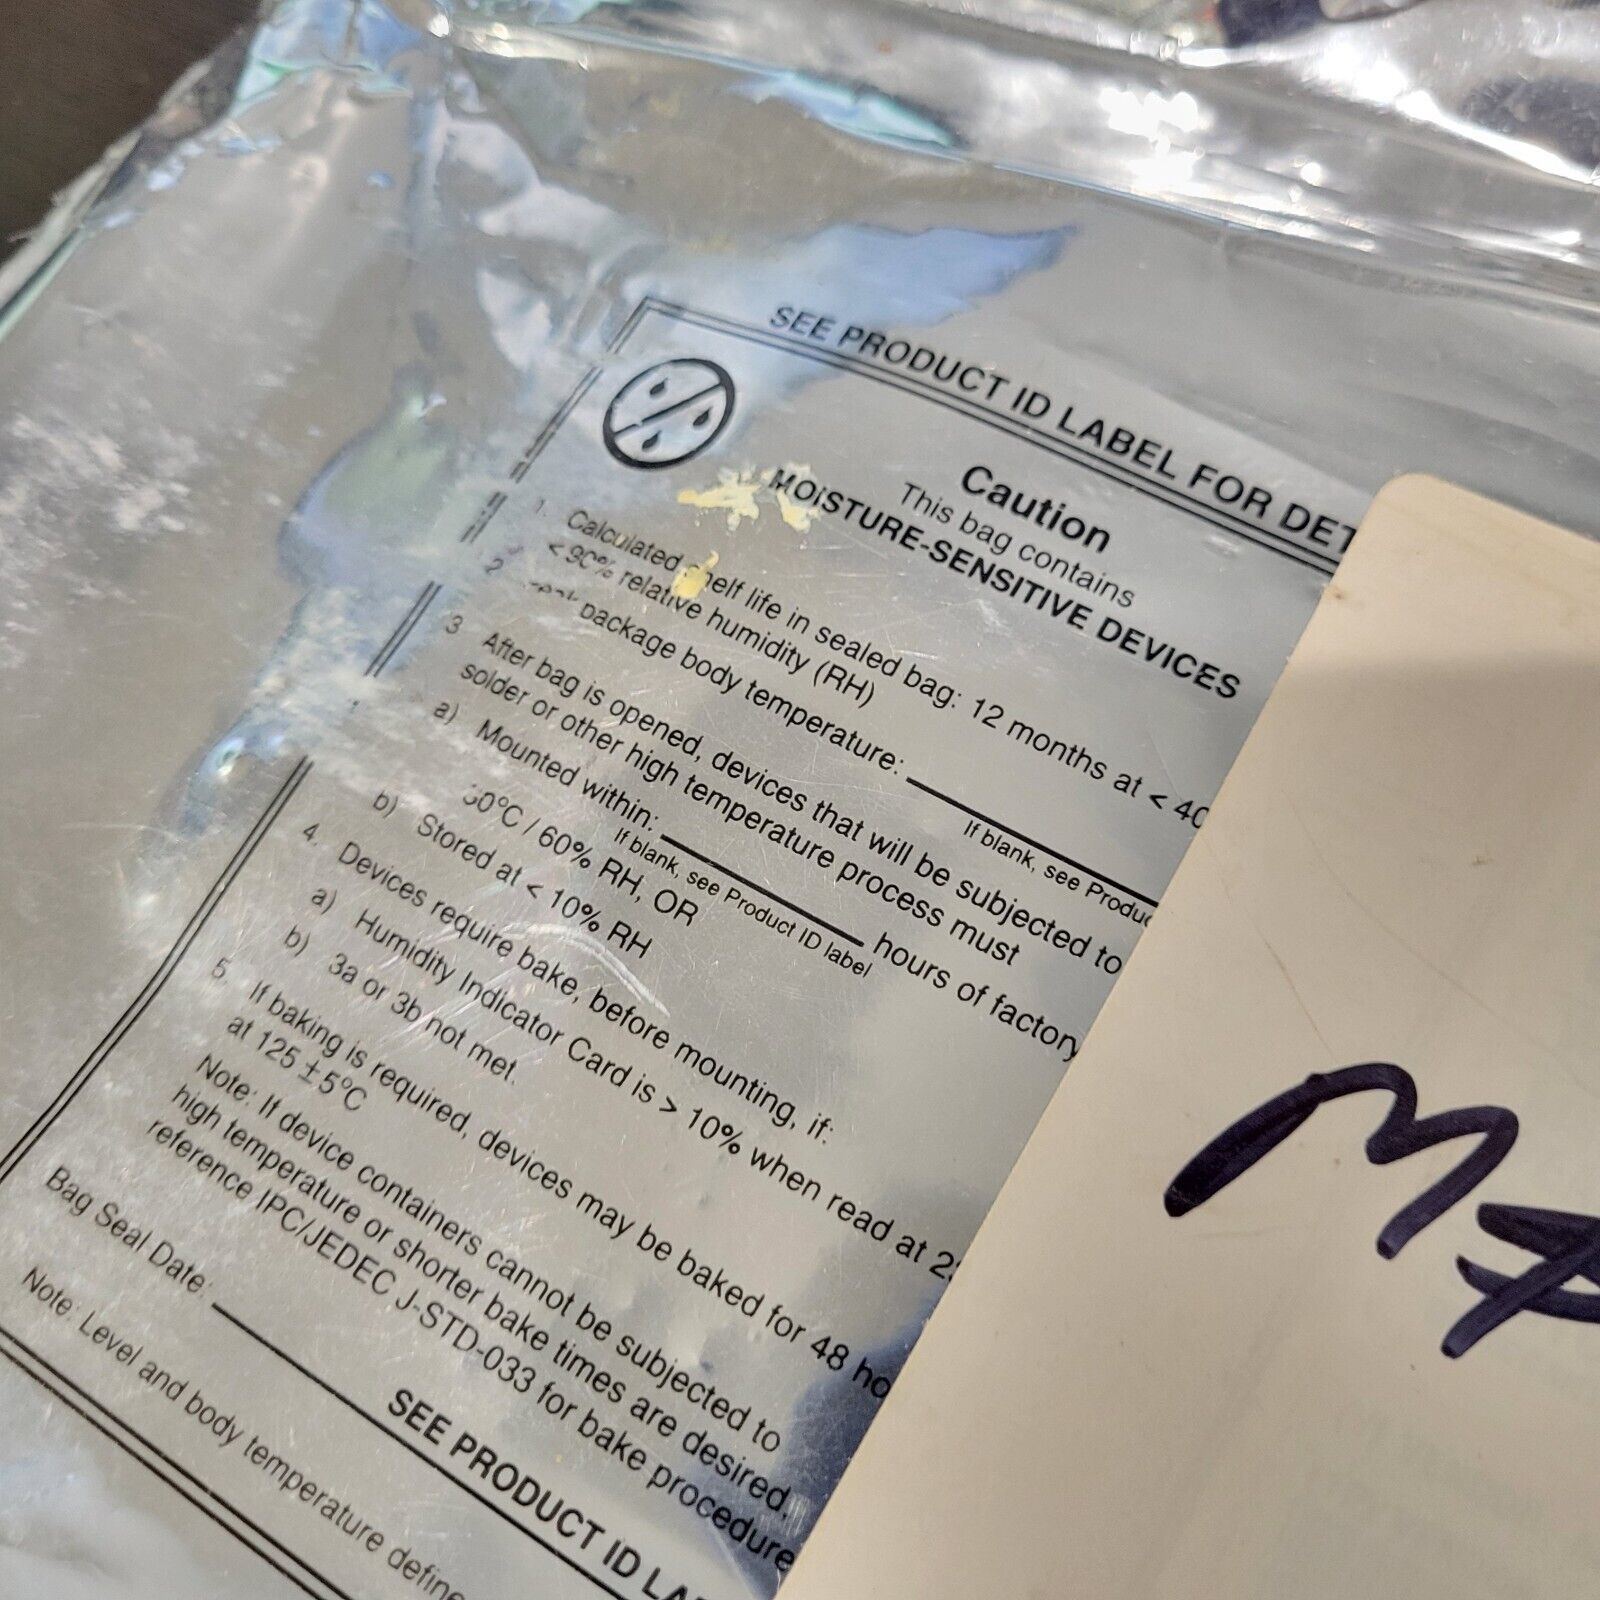 SEE PRODUCT ID LABEL FOR DET
Caution
This bag contains
MOISTURE-SENSITIVE DEVICES
1. Calculated shelf life in sealed bag: 12 months at < 40
< 90% relative humidity (RH)
2 package body temperature:
If blank, see Produc
3 After bag is opened, devices that will be subjected to
solder or other high temperature process must
a) Mounted within: hours of factory
If blank, see Product ID label
30°C / 60% RH, OR
b) Stored at < 10% RH
4. Devices require bake, before mounting, if:
a) Humidity Indicator Card is > 10% when read at 2
b) 3a or 3b not met.
5. If baking is required, devices may be baked for 48 ho
at 125 ± 5°C
Note: If device containers cannot be subjected to
high temperature or shorter bake times are desired,
reference IPC/JEDEC J-STD-033 for bake procedure
Bag Seal Date:
SEE PRODUCT ID LA
Note: Level and body temperature define